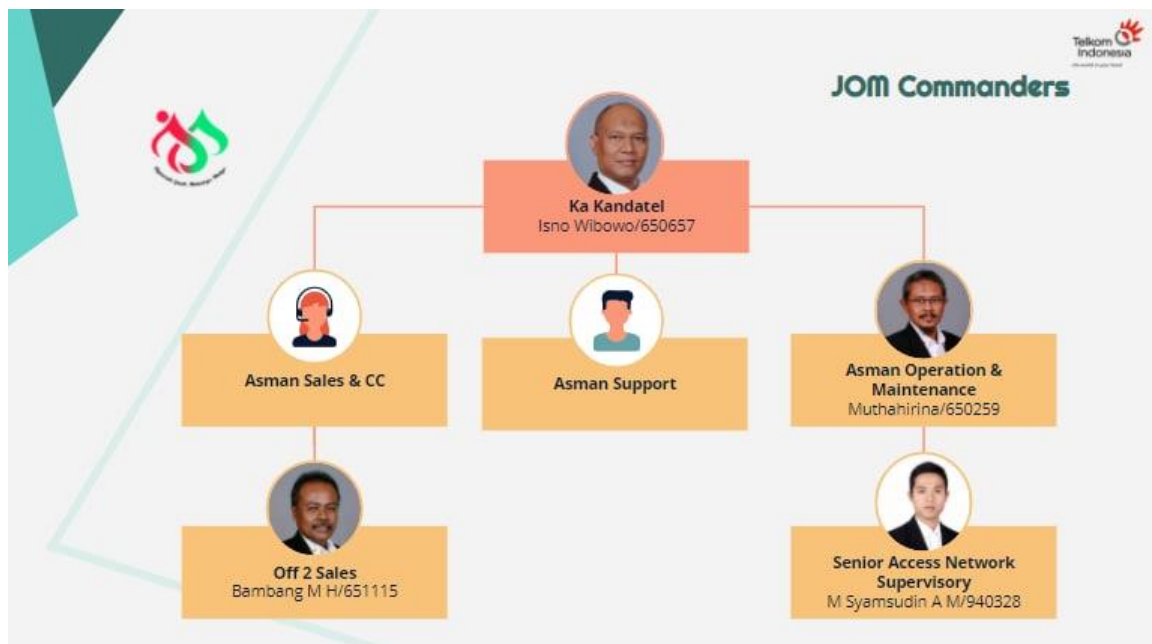 Telkom
Indonesia
JOM Commanders
Ka Kandatel
Isno Wibowo/650657
Asman Sales & CC
Asman Support
Asman Operation &
Maintenance
Muthahirina/650259
Off 2 Sales
Bambang M H/651115
Senior Access Network
Supervisory
M Syamsudin A M/940328